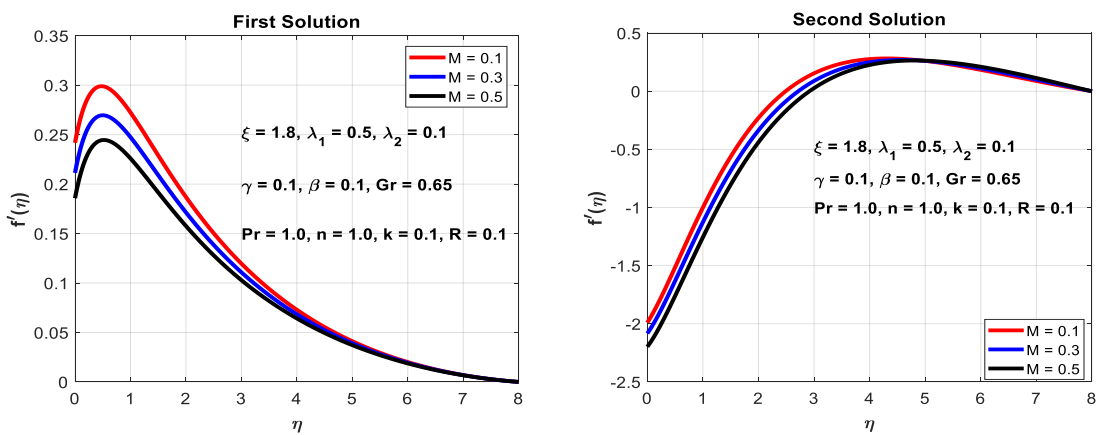 First Solution
0.35
0.3
0.25
0.2
0.15
0.1
0.05
0
f′(η)
M = 0.1
M = 0.3
M = 0.5
ξ = 1.8, λ₁ = 0.5, λ₂ = 0.1
γ = 0.1, β = 0.1, Gr = 0.65
Pr = 1.0, n = 1.0, k = 0.1, R = 0.1
0 1 2 3 4 5 6 7 8
η
Second Solution
0.5
0
-0.5
-1
-1.5
-2
-2.5
f′(η)
ξ = 1.8, λ₁ = 0.5, λ₂ = 0.1
γ = 0.1, β = 0.1, Gr = 0.65
Pr = 1.0, n = 1.0, k = 0.1, R = 0.1
M = 0.1
M = 0.3
M = 0.5
0 1 2 3 4 5 6 7 8
η